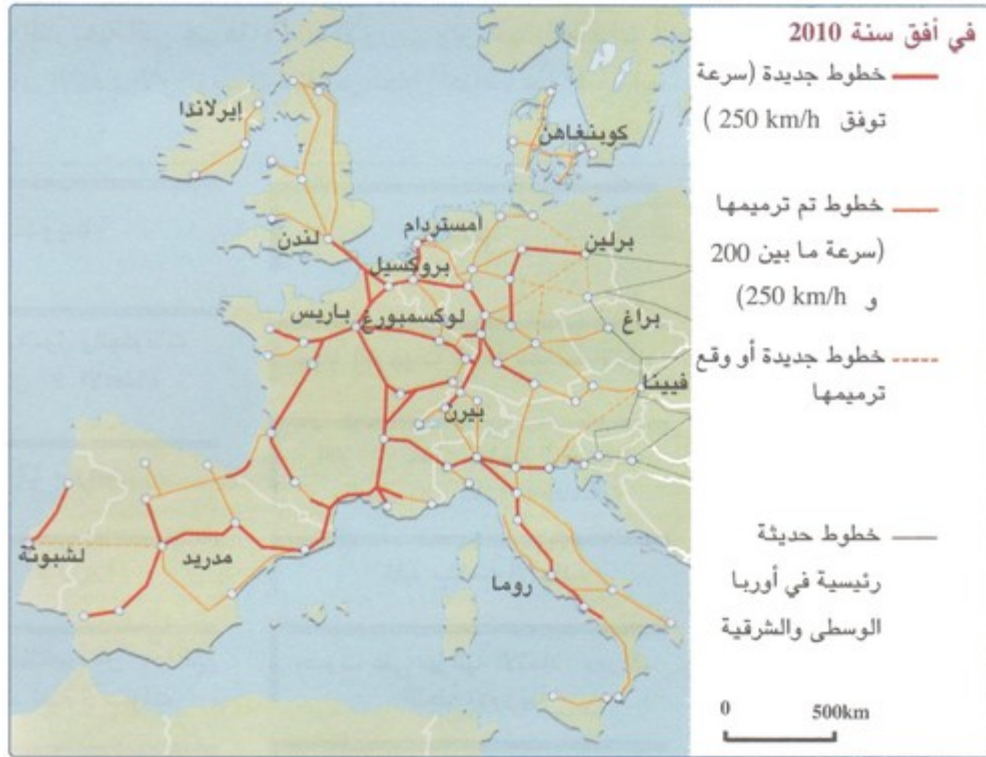 في أفق سنة 2010
خطوط جديدة (سرعة
توفق 250 km/h )
خطوط تم ترميمها
(سرعة ما بين 200
و 250 km/h)
خطوط جديدة أو وقع
ترميمها
خطوط حديثة
رئيسية في أوربا
الوسطى والشرقية
0 500km
إيرلاندا
كوبنغاهن
لندن
أمستردام
برلين
بروكسيل
باريس
لوكسمبورغ
براغ
فيينا
بيرن
لشبونة
مدريد
روما